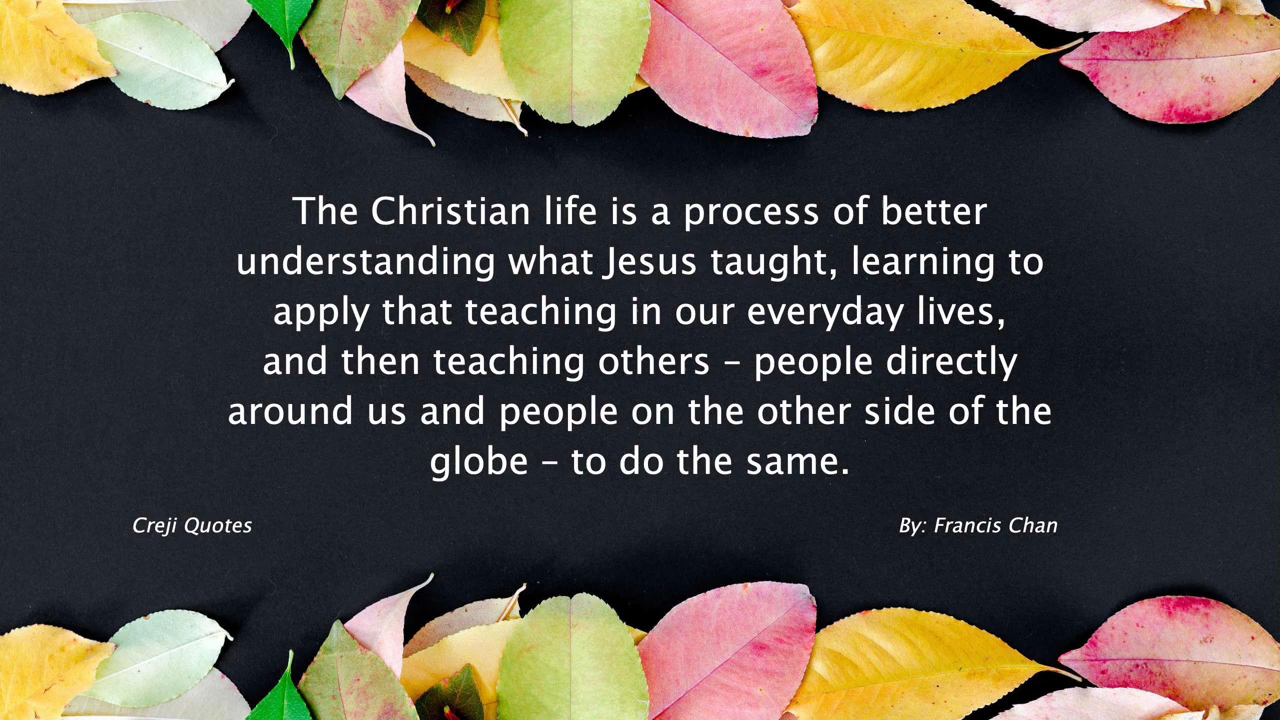 The Christian life is a process of better
understanding what Jesus taught, learning to
apply that teaching in our everyday lives,
and then teaching others – people directly
around us and people on the other side of the
globe – to do the same.
Creji Quotes
By: Francis Chan